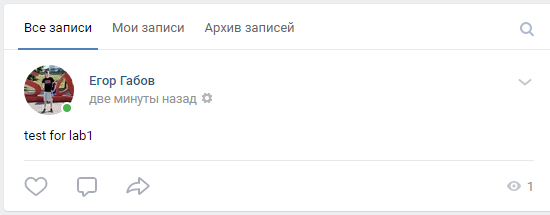 Все записи Мои записи Архив записей
Егор Габов
две минуты назад
test for lab1
1